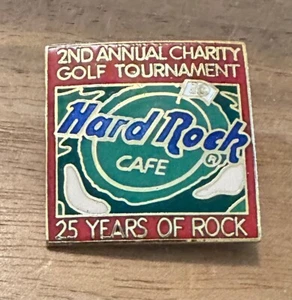 2ND ANNUAL CHARITY
GOLF TOURNAMENT
Hard Rock
CAFE ®
25 YEARS OF ROCK